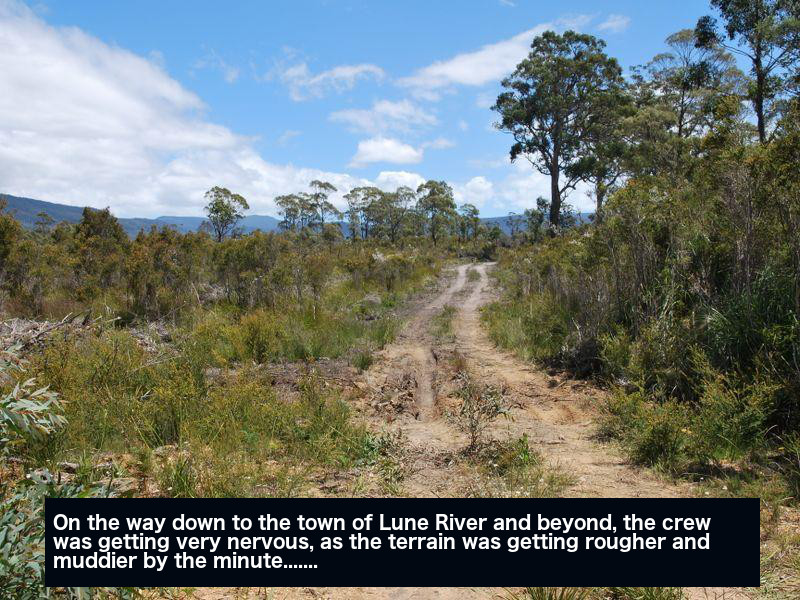 On the way down to the town of Lune River and beyond, the crew
was getting very nervous, as the terrain was getting rougher and
muddier by the minute.......